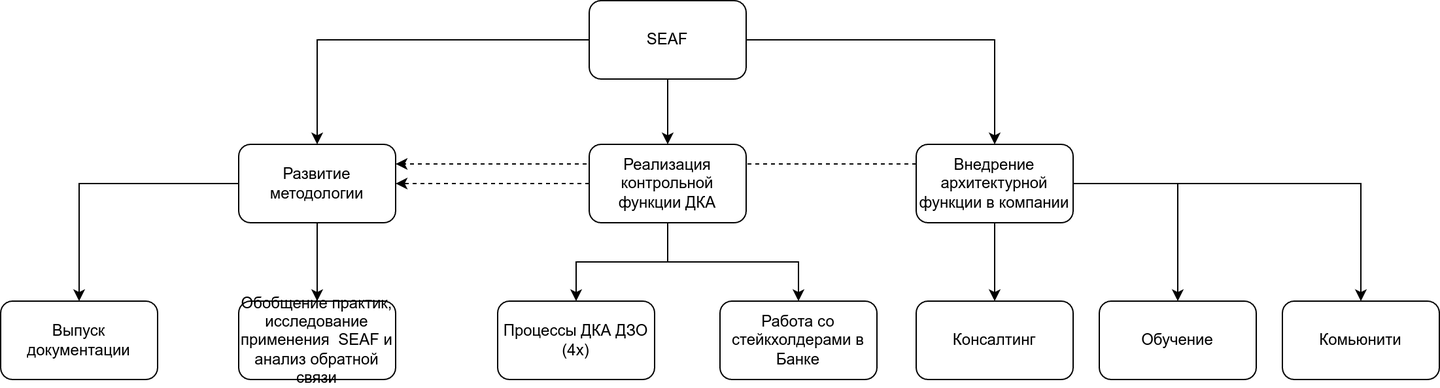 SEAF
Развитие
методологии
Реализация
контрольной
функции ДКА
Внедрение
архитектурной
функции в компании
Выпуск
документации
Обобщение практик,
исследование
применения SEAF и
анализ обратной
связи
Процессы ДКА ДЗО
(4х)
Работа со
стейкхолдерами в
Банке
Консалтинг
Обучение
Комьюнити